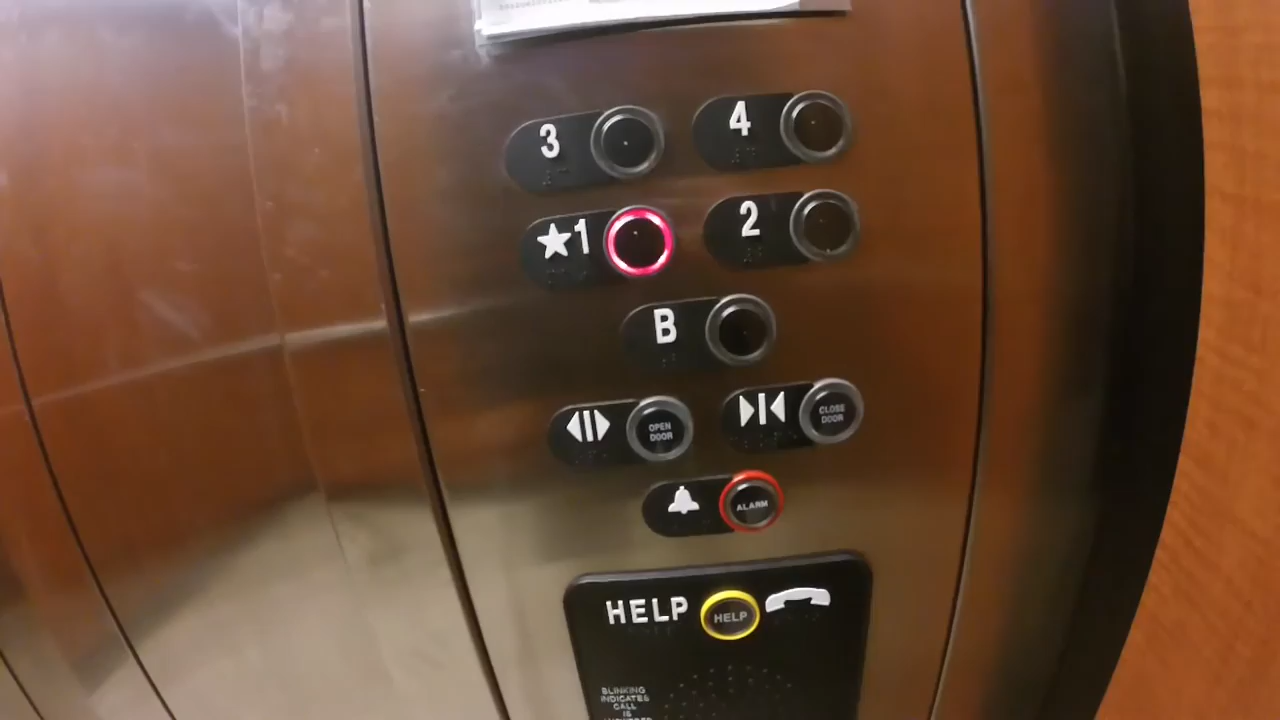 3
4
★1
2
B
OPEN
DOOR
CLOSE
DOOR
ALARM
HELP
HELP
BLINKING
INDICATES
CALL
IS